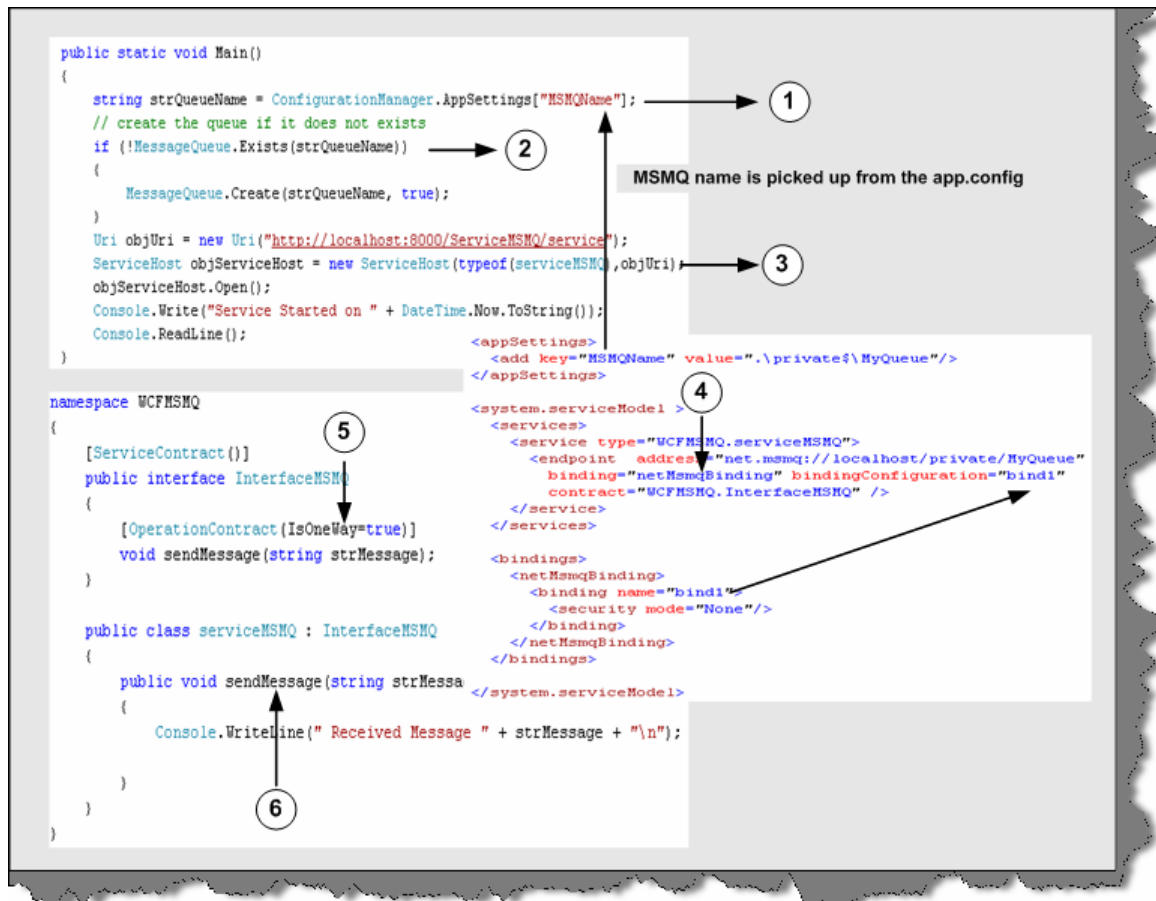 public static void Main()
{
string strQueueName = ConfigurationManager.AppSettings["MSMQName"];
1
// create the queue if it does not exists
if (!MessageQueue.Exists(strQueueName))
2
{
MessageQueue.Create(strQueueName, true);
}
MSMQ name is picked up from the app.config
Uri objUri = new Uri("http://localhost:8000/ServiceMSMQ/service");
ServiceHost objServiceHost = new ServiceHost(typeof(serviceMSMQ),objUri);
3
objServiceHost.Open();
Console.Write("Service Started on " + DateTime.Now.ToString());
Console.ReadLine();
}
<appSettings>
<add key="MSMQName" value=".\private$\MyQueue"/>
</appSettings>
4
<system.serviceModel >
<services>
<service type="WCFMSMQ.serviceMSMQ">
<endpoint address="net.msmq://localhost/private/MyQueue"
binding="netMsmqBinding" bindingConfiguration="bind1"
contract="WCFMSMQ.InterfaceMSMQ" />
</service>
</services>
<bindings>
<netMsmqBinding>
<binding name="bind1">
<security mode="None"/>
</binding>
</netMsmqBinding>
</bindings>
</system.serviceModel>
namespace WCFMSMQ
{
5
[ServiceContract()]
public interface InterfaceMSMQ
{
[OperationContract(IsOneWay=true)]
void sendMessage(string strMessage);
}
public class serviceMSMQ : InterfaceMSMQ
{
public void sendMessage(string strMessa
{
Console.WriteLine(" Received Message " + strMessage + "\n");
}
6
}
}